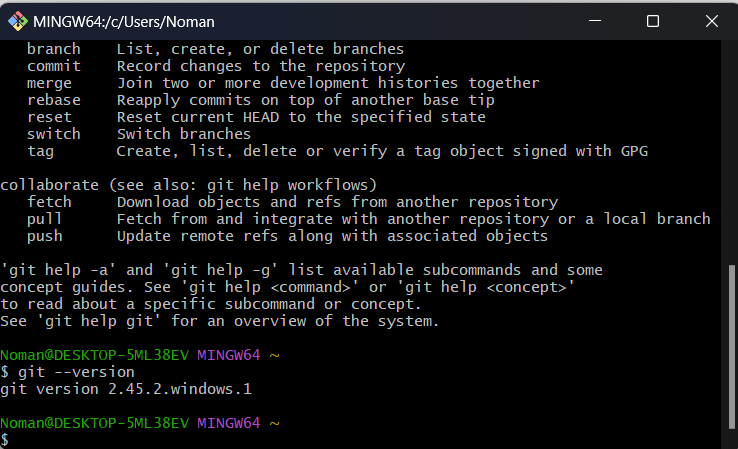 MINGW64:/c/Users/Noman
branch     List, create, or delete branches
commit     Record changes to the repository
merge      Join two or more development histories together
rebase     Reapply commits on top of another base tip
reset      Reset current HEAD to the specified state
switch     Switch branches
tag        Create, list, delete or verify a tag object signed with GPG
collaborate (see also: git help workflows)
fetch      Download objects and refs from another repository
pull       Fetch from and integrate with another repository or a local branch
push       Update remote refs along with associated objects
'git help -a' and 'git help -g' list available subcommands and some
concept guides. See 'git help <command>' or 'git help <concept>'
to read about a specific subcommand or concept.
See 'git help git' for an overview of the system.
Noman@DESKTOP-5ML38EV MINGW64 ~
$ git --version
git version 2.45.2.windows.1
Noman@DESKTOP-5ML38EV MINGW64 ~
$